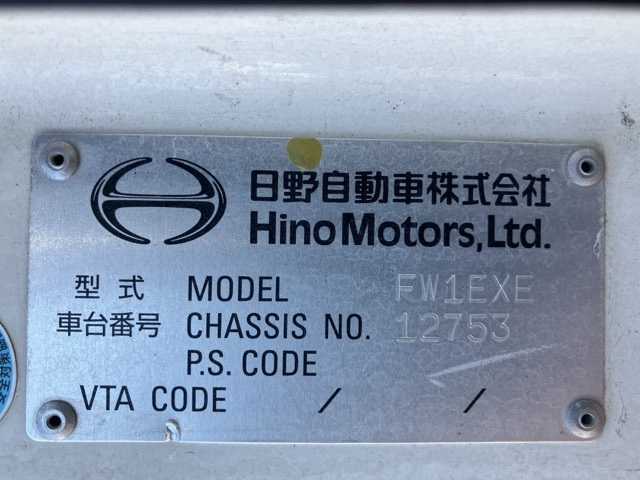 日野自動車株式会社
Hino Motors, Ltd.
型式 MODEL FW1EXE
車台番号 CHASSIS NO. 12753
P.S. CODE
VTA CODE / /